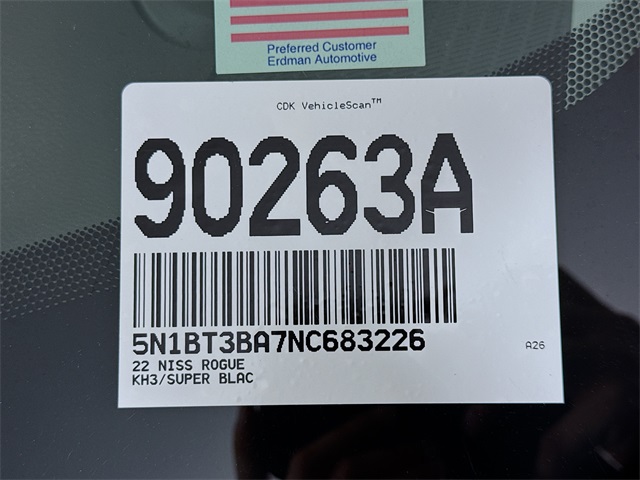 Preferred Customer
Erdman Automotive
CDK VehicleScan™
90263A
5N1BT3BA7NC683226
22 NISS ROGUE
KH3/SUPER BLAC
A26